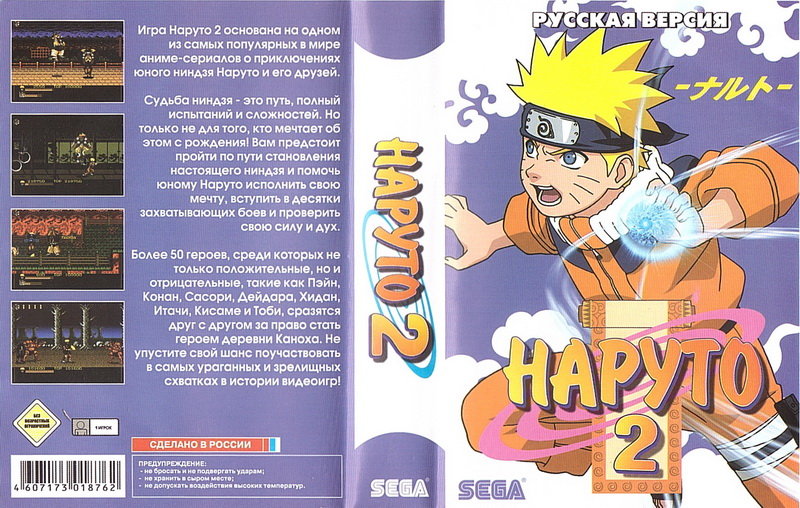 Игра Наруто 2 основана на одном
из самых популярных в мире
аниме-сериалов о приключениях
юного ниндзя Наруто и его друзей.
Судьба ниндзя - это путь, полный
испытаний и сложностей. Но
только не для того, кто мечтает об
этом с рождения! Вам предстоит
пройти по пути становления
настоящего ниндзя и помочь
юному Наруто исполнить свою
мечту, вступить в десятки
захватывающих боев и проверить
свою силу и дух.
Более 50 героев, среди которых не
только положительные, но и
отрицательные, такие как Пэйн,
Конан, Сасори, Дейдара, Хидан,
Итачи, Кисаме и Тоби, сразятся
друг с другом за право стать
героем деревни Каноха. Не
упустите свой шанс поучаствовать
в самых ураганных и зрелищных
схватках в истории видеоигр!
БЕЗ
ВОЗРАСТНЫХ
ОГРАНИЧЕНИЙ
1 ИГРОК
СДЕЛАНО В РОССИИ
ПРЕДУПРЕЖДЕНИЕ:
- не бросать и не подвергать ударам;
- не хранить в сыром месте;
- не допускать воздействия высоких температур.
4 607173 018762
НАРУТО 2
SEGA
РУССКАЯ ВЕРСИЯ
-ナルト-
НАРУТО
2
SEGA